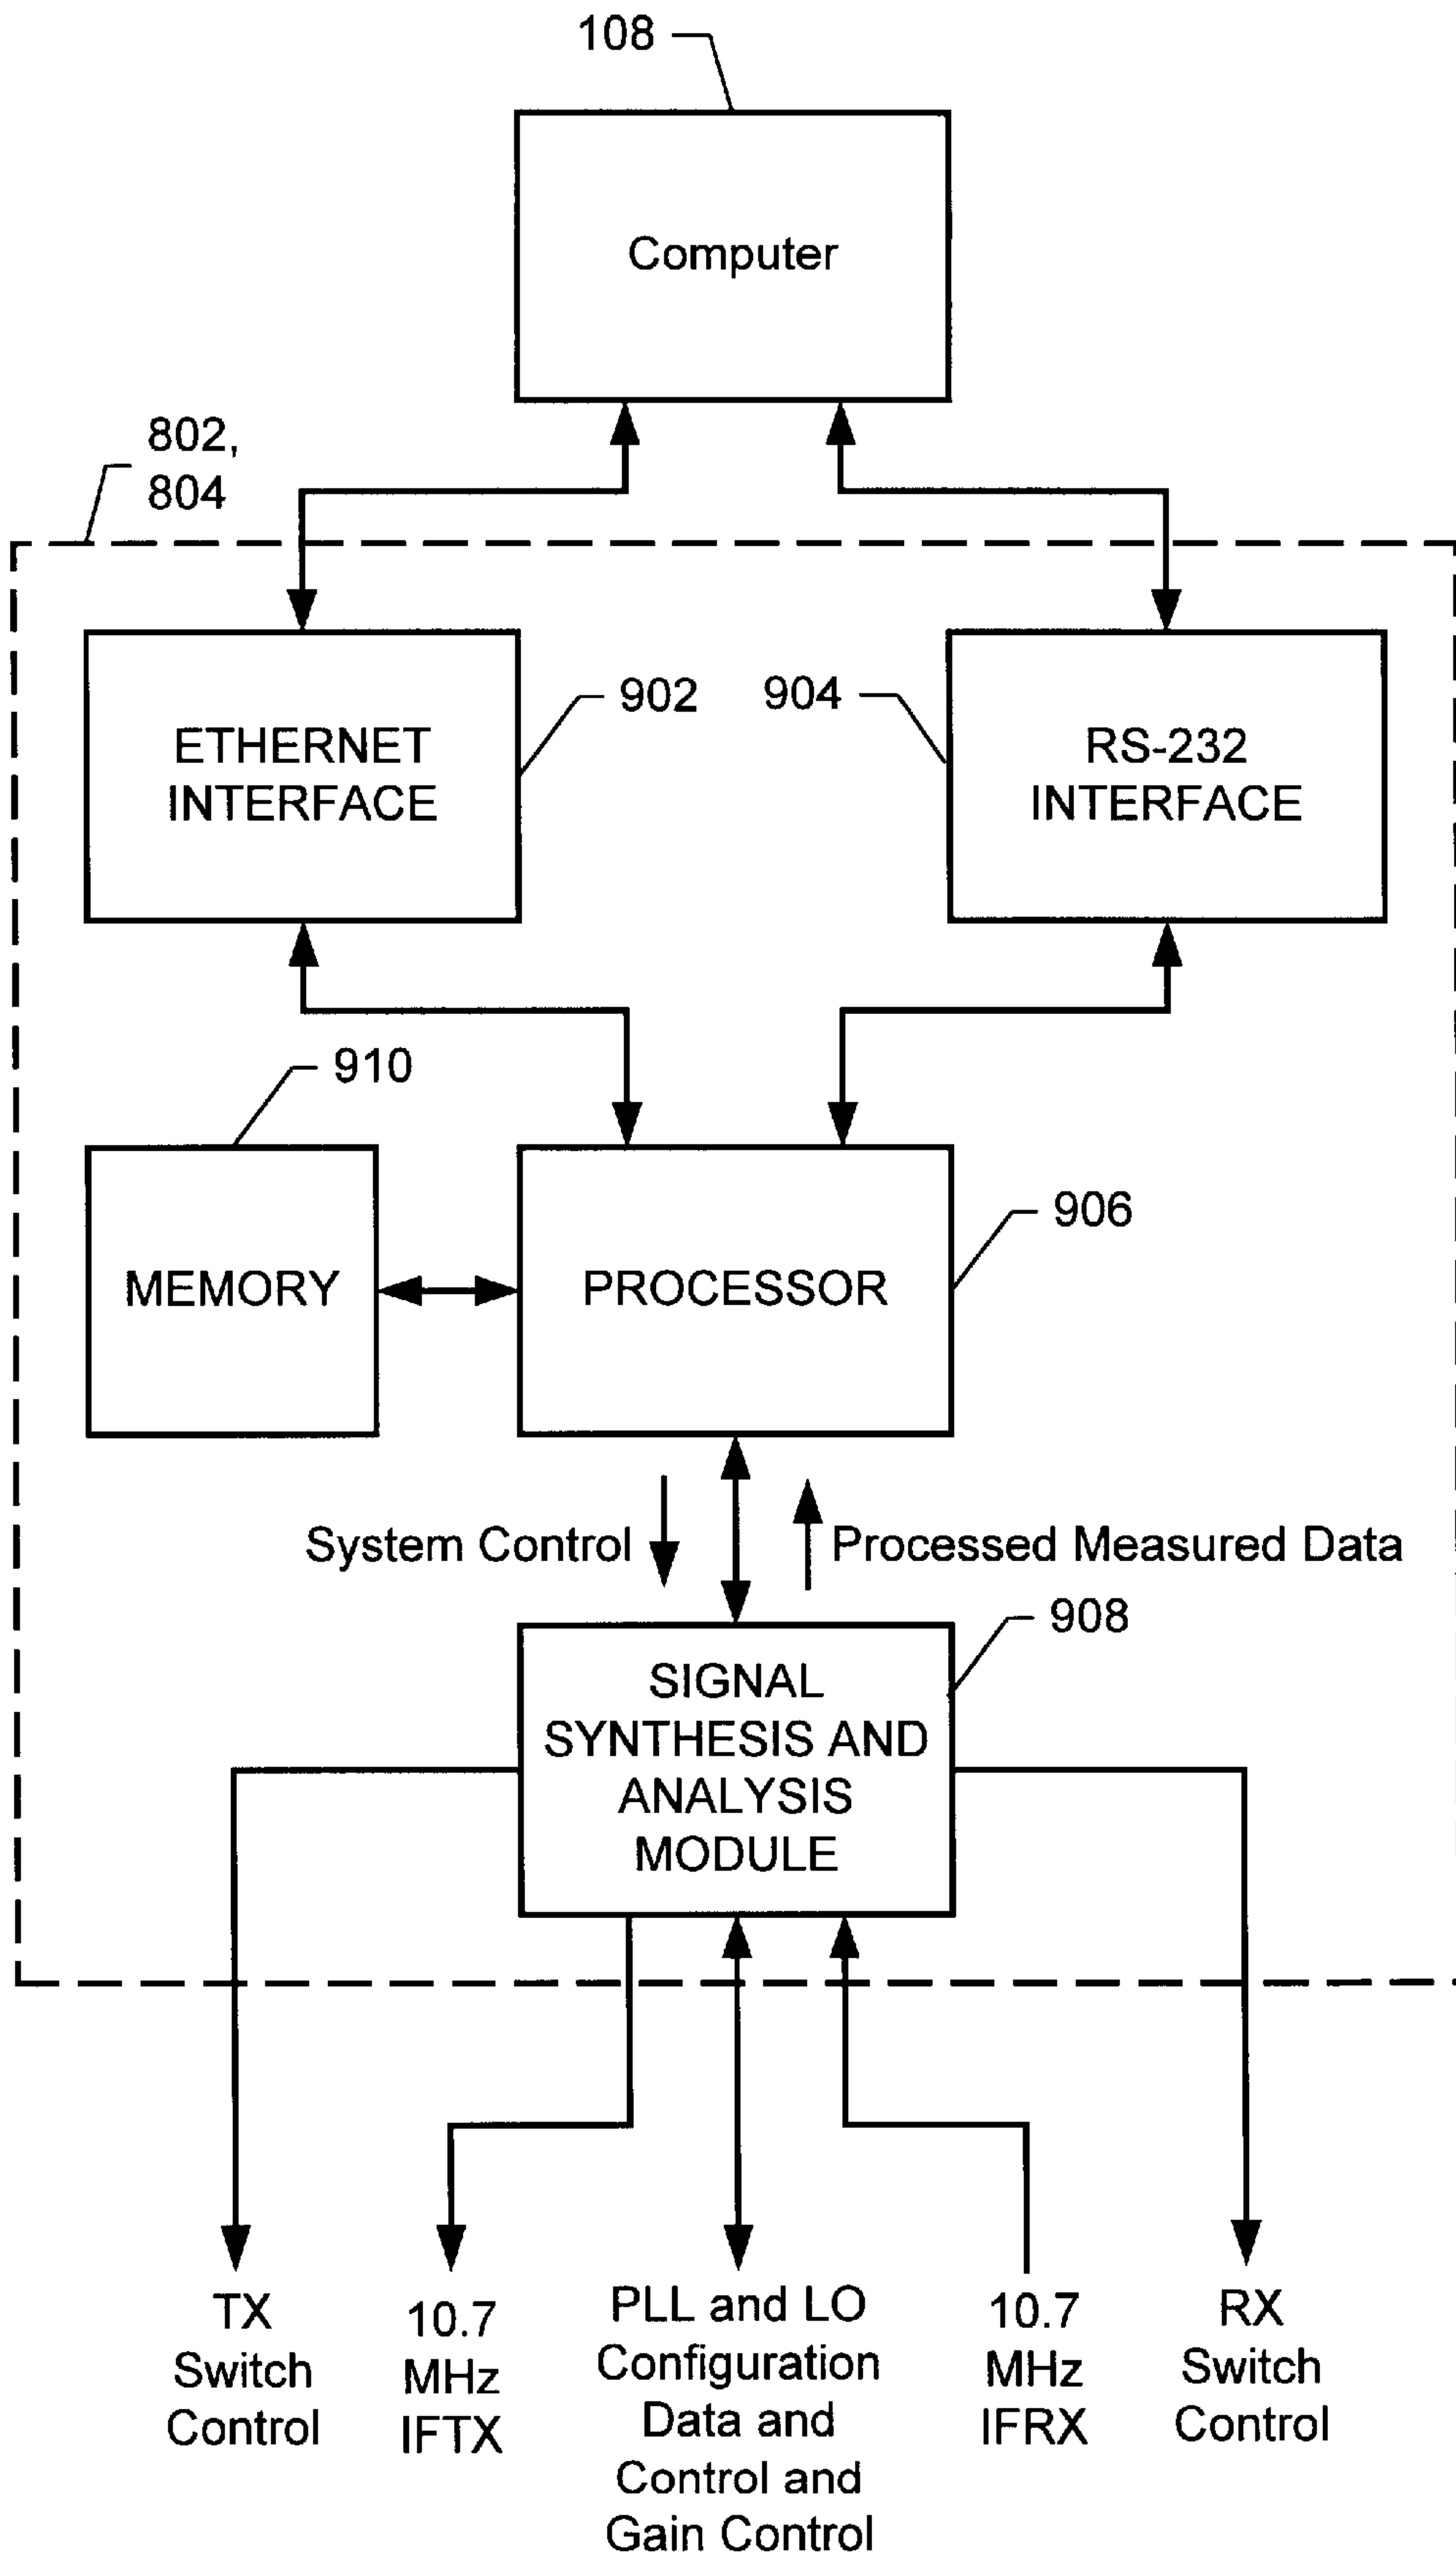 108
Computer
802,
804
902
904
ETHERNET
INTERFACE
RS-232
INTERFACE
910
906
MEMORY
PROCESSOR
System Control
Processed Measured Data
908
SIGNAL
SYNTHESIS AND
ANALYSIS
MODULE
TX
Switch
Control
10.7
MHz
IFTX
PLL and LO
Configuration
Data and
Control and
Gain Control
10.7
MHz
IFRX
RX
Switch
Control